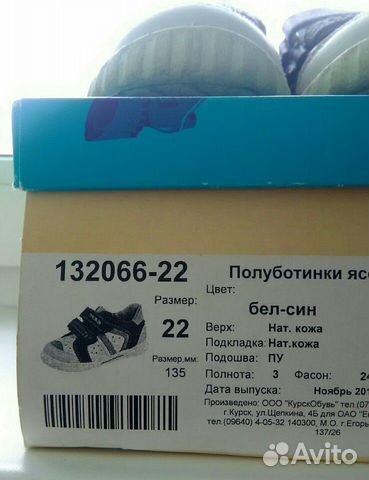 132066-22
Полуботинки ясе
Размер:
Цвет:
22
бел-син
Верх: Нат. кожа
Подкладка: Нат.кожа
Размер,мм:
Подошва: ПУ
135
Полнота: 3 Фасон: 24
Дата выпуска: Ноябрь 201
Произведено: ООО "КурскОбувь" тел.(07
г.Курск, ул.Щепкина, 4Б для ОАО "Е
тел.(09640) 4-05-32 140300, М.О. г.Егорь
137/26
Avito